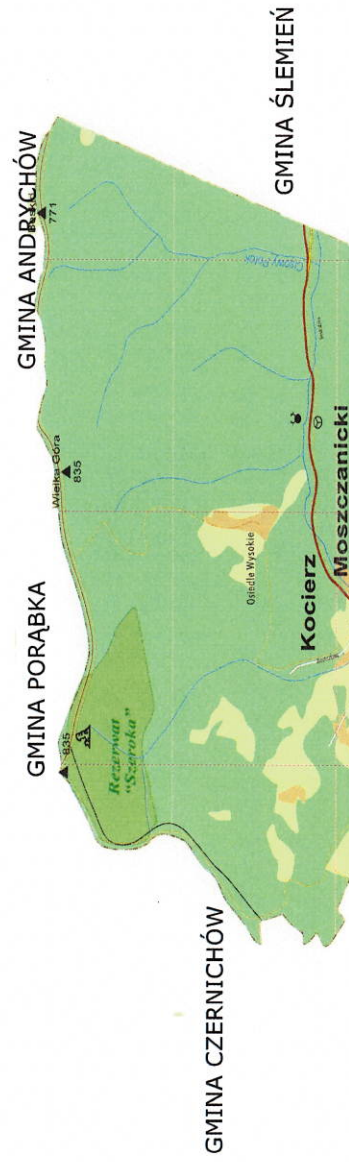 GMINA ANDRYCHÓW
771
GMINA ŚLEMIEŃ
Wielka Góra
835
GMINA PORĄBKA
835
Rezerwat
"Szeroka"
Osiedle Wysokie
Kocierz
Moszczanicki
GMINA CZERNICHÓW